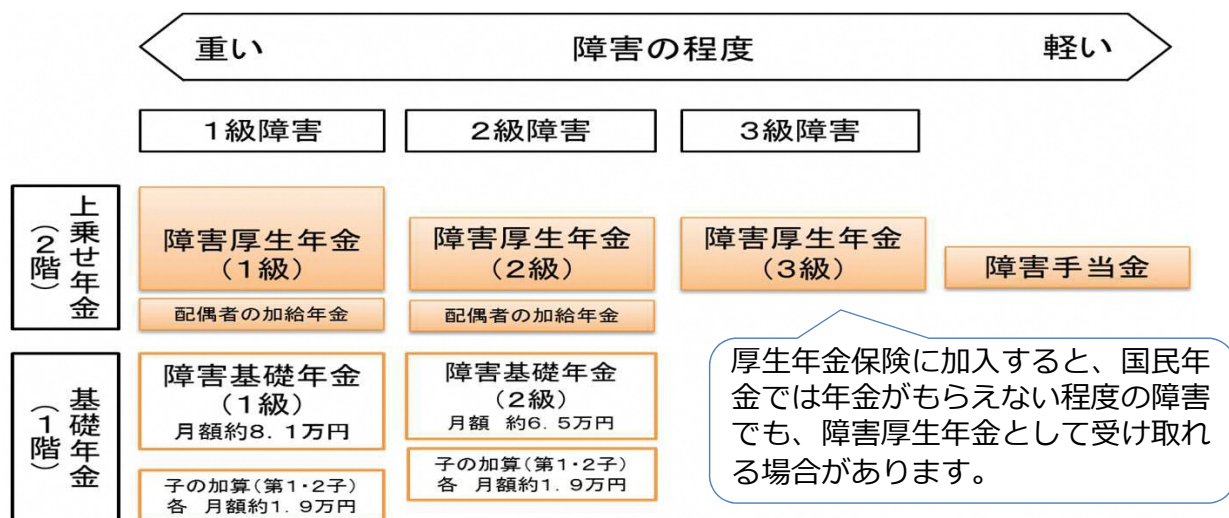 重い 障害の程度 軽い
1級障害 2級障害 3級障害
上乗せ年金
(2階)
障害厚生年金
(1級)
障害厚生年金
(2級)
障害厚生年金
(3級)
障害手当金
配偶者の加給年金
配偶者の加給年金
基礎年金
(1階)
障害基礎年金
(1級)
月額約8.1万円
障害基礎年金
(2級)
月額 約6.5万円
子の加算(第1・2子)
各 月額約1.9万円
子の加算(第1・2子)
各 月額約1.9万円
厚生年金保険に加入すると、国民年
金では年金がもらえない程度の障害
でも、障害厚生年金として受け取れ
る場合があります。